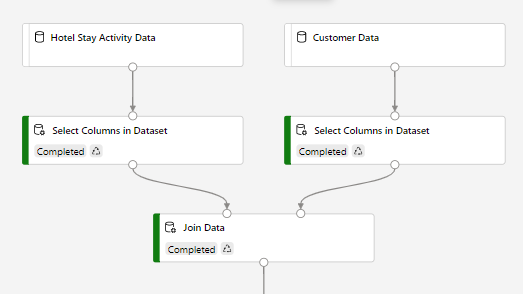 Hotel Stay Activity Data
Customer Data
Select Columns in Dataset
Completed
Select Columns in Dataset
Completed
Join Data
Completed